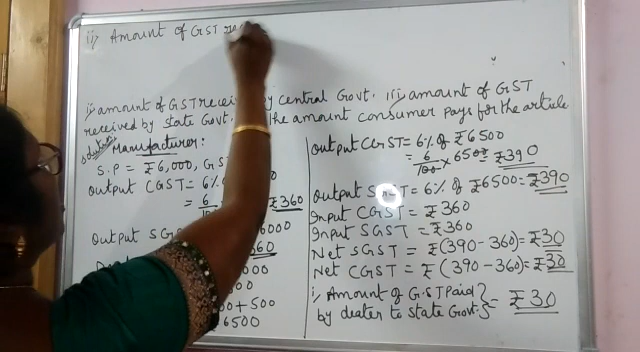 ii, Amount of GST re
i, amount of GST received by Central Govt. iii, amount of GST
received by State Govt. the amount consumer pays for the article
Manufacturer:
S.P = ₹6,000, GST
Output CGST = 6%
= 6/100 ₹360
Output SG 6000
360
000
00
00 + 500
6500
Output CGST = 6% of ₹6500
= 6/100 × 6500 = ₹390
Output SGST = 6% of ₹6500 = ₹390
Input CGST = ₹360
Input SGST = ₹360
Net SGST = ₹(390-360) = ₹30
Net CGST = ₹(390-360) = ₹30
i, Amount of G.ST Paid
by dealer to State Govt. } = ₹30